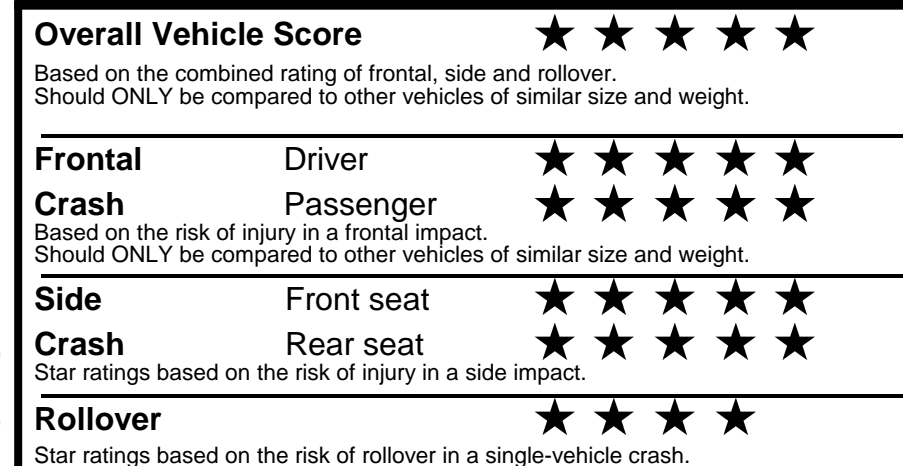 Overall Vehicle Score ★ ★ ★ ★ ★
Based on the combined rating of frontal, side and rollover.
Should ONLY be compared to other vehicles of similar size and weight.
Frontal Driver ★ ★ ★ ★ ★
Crash Passenger ★ ★ ★ ★ ★
Based on the risk of injury in a frontal impact.
Should ONLY be compared to other vehicles of similar size and weight.
Side Front seat ★ ★ ★ ★ ★
Crash Rear seat ★ ★ ★ ★ ★
Star ratings based on the risk of injury in a side impact.
Rollover ★ ★ ★ ★
Star ratings based on the risk of rollover in a single-vehicle crash.